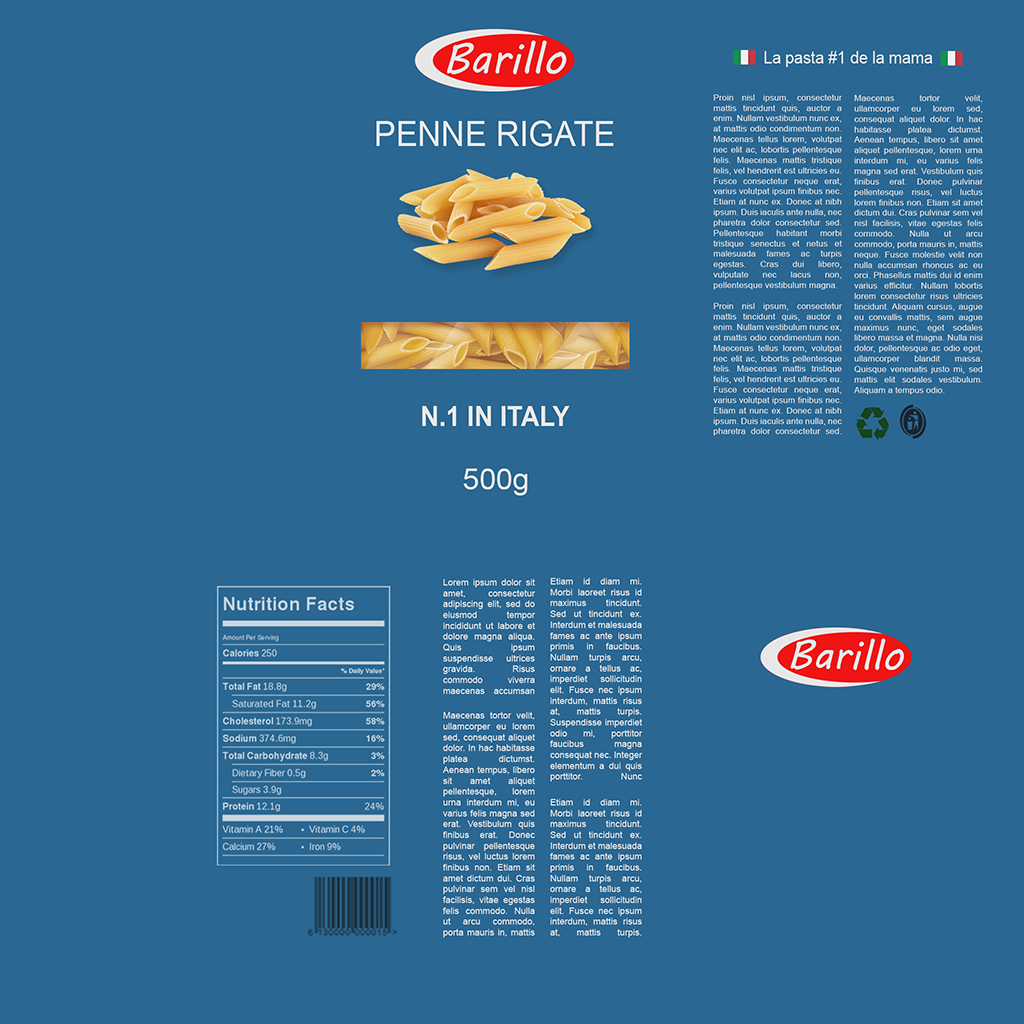 Barillo
PENNE RIGATE
N.1 IN ITALY
500g
La pasta #1 de la mama
Proin nisl ipsum, consectetur
mattis tincidunt quis, auctor a
enim. Nullam vestibulum nunc ex,
at mattis odio condimentum non.
Maecenas tellus lorem, volutpat
nec elit ac, lobortis pellentesque
felis. Maecenas mattis tristique
felis, vel hendrerit est ultricies eu.
Fusce consectetur neque erat,
varius volutpat ipsum finibus nec.
Etiam at nunc ex. Donec at nibh
ipsum. Duis iaculis ante nulla, nec
pharetra dolor consectetur sed.
Pellentesque habitant morbi
tristique senectus et netus et
malesuada fames ac turpis
egestas. Cras dui libero,
vulputate nec lacus non,
pellentesque vestibulum magna.
Proin nisl ipsum, consectetur
mattis tincidunt quis, auctor a
enim. Nullam vestibulum nunc ex,
at mattis odio condimentum non.
Maecenas tellus lorem, volutpat
nec elit ac, lobortis pellentesque
felis. Maecenas mattis tristique
felis, vel hendrerit est ultricies eu.
Fusce consectetur neque erat,
varius volutpat ipsum finibus nec.
Etiam at nunc ex. Donec at nibh
ipsum. Duis iaculis ante nulla, nec
pharetra dolor consectetur sed.
Maecenas tortor velit,
ullamcorper eu lorem sed,
consequat aliquet dolor. In hac
habitasse platea dictumst.
Aenean tempus, libero sit amet
aliquet pellentesque, lorem urna
interdum mi, eu varius felis
magna sed erat. Vestibulum quis
finibus erat. Donec pulvinar
pellentesque risus, vel luctus
lorem finibus non. Etiam sit amet
dictum dui. Cras pulvinar sem vel
nisl facilisis, vitae egestas felis
commodo. Nulla ut arcu
commodo, porta mauris in, mattis
neque. Fusce molestie velit non
nulla accumsan rhoncus ac eu
orci. Phasellus mattis dui id enim
varius efficitur. Nullam lobortis
lorem consectetur risus ultricies
tincidunt. Aliquam cursus, augue
eu convallis mattis, sem augue
maximus nunc, eget sodales
libero massa et magna. Nulla nisi
dolor, pellentesque ac odio eget,
ullamcorper blandit massa.
Quisque venenatis justo mi, sed
mattis elit sodales vestibulum.
Aliquam a tempus odio.
Nutrition Facts
Amount Per Serving
Calories 250
% Daily Value*
Total Fat 18.8g 29%
Saturated Fat 11.2g 56%
Cholesterol 173.9mg 58%
Sodium 374.6mg 16%
Total Carbohydrate 8.3g 3%
Dietary Fiber 0.5g 2%
Sugars 3.9g
Protein 12.1g 24%
Vitamin A 21% • Vitamin C 4%
Calcium 27% • Iron 9%
6 130000 000015 >
Lorem ipsum dolor sit
amet, consectetur
adipiscing elit, sed do
eiusmod tempor
incididunt ut labore et
dolore magna aliqua.
Quis ipsum
suspendisse ultrices
gravida. Risus
commodo viverra
maecenas accumsan
Maecenas tortor velit,
ullamcorper eu lorem
sed, consequat aliquet
dolor. In hac habitasse
platea dictumst.
Aenean tempus, libero
sit amet aliquet
pellentesque, lorem
urna interdum mi, eu
varius felis magna sed
erat. Vestibulum quis
finibus erat. Donec
pulvinar pellentesque
risus, vel luctus lorem
finibus non. Etiam sit
amet dictum dui. Cras
pulvinar sem vel nisl
facilisis, vitae egestas
felis commodo. Nulla
ut arcu commodo,
porta mauris in, mattis
Etiam id diam mi.
Morbi laoreet risus id
maximus tincidunt.
Sed ut tincidunt ex.
Interdum et malesuada
fames ac ante ipsum
primis in faucibus.
Nullam turpis arcu,
ornare a tellus ac,
imperdiet sollicitudin
elit. Fusce nec ipsum
interdum, mattis risus
at, mattis turpis.
Suspendisse imperdiet
odio mi, porttitor
faucibus magna
consequat nec. Integer
elementum a dui quis
porttitor. Nunc
Etiam id diam mi.
Morbi laoreet risus id
maximus tincidunt.
Sed ut tincidunt ex.
Interdum et malesuada
fames ac ante ipsum
primis in faucibus.
Nullam turpis arcu,
ornare a tellus ac,
imperdiet sollicitudin
elit. Fusce nec ipsum
interdum, mattis risus
at, mattis turpis.
Barillo